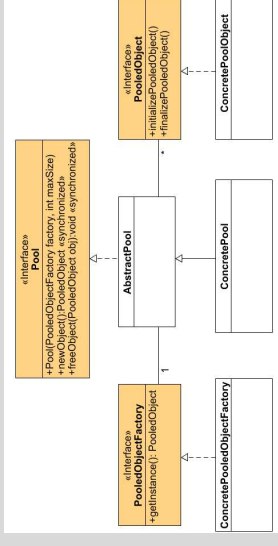 «Interface»
Pool
+Pool(PooledObjectFactory factory, int maxSize)
+newObject():PooledObject «synchronized»
+freeObject(PooledObject obj):void «synchronized»
«Interface»
PooledObjectFactory
+getInstance(): PooledObject
1
AbstractPool
*
«Interface»
PooledObject
+initializePooledObject()
+finalizePooledObject()
ConcretePooledObjectFactory
ConcretePool
ConcretePoolObject